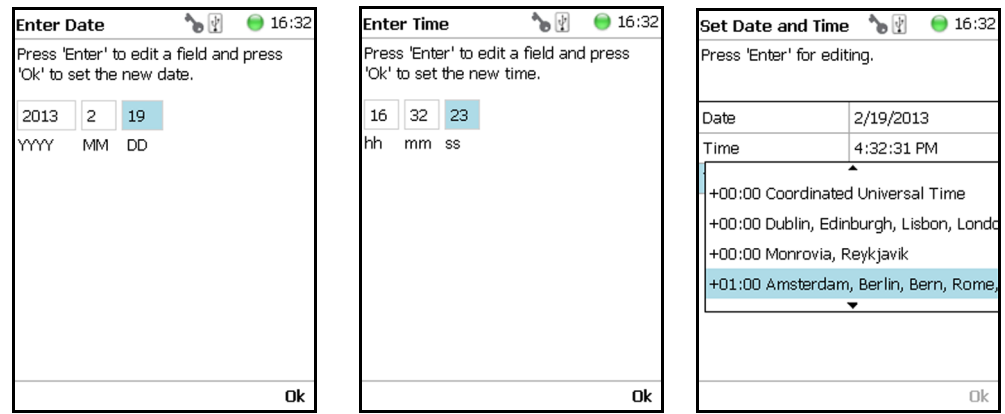 Enter Date 16:32
Press 'Enter' to edit a field and press
'Ok' to set the new date.
2013 2 19
YYYY MM DD
Ok
Enter Time 16:32
Press 'Enter' to edit a field and press
'Ok' to set the new time.
16 32 23
hh mm ss
Ok
Set Date and Time 16:32
Press 'Enter' for editing.
Date 2/19/2013
Time 4:32:31 PM
+00:00 Coordinated Universal Time
+00:00 Dublin, Edinburgh, Lisbon, Londo
+00:00 Monrovia, Reykjavik
+01:00 Amsterdam, Berlin, Bern, Rome,
Ok